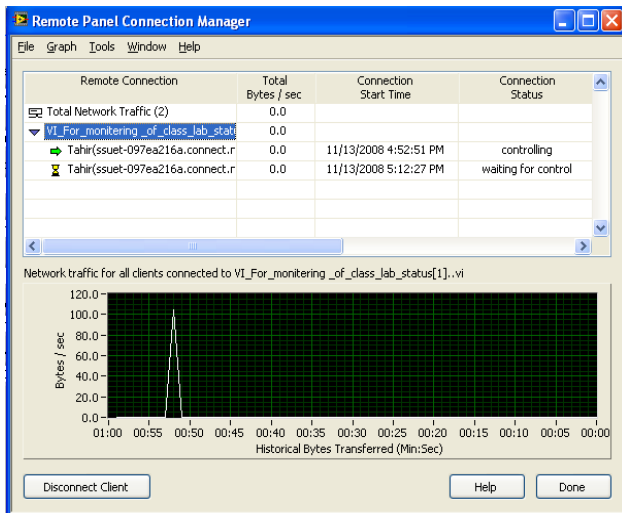 Remote Panel Connection Manager
File Graph Tools Window Help
Remote Connection Total Bytes / sec Connection Start Time Connection Status
Total Network Traffic (2) 0.0
VI_For_monitering _of_class_lab_stat 0.0
Tahir(ssuet-097ea216a.connect.r 0.0 11/13/2008 4:52:51 PM controlling
Tahir(ssuet-097ea216a.connect.r 0.0 11/13/2008 5:12:27 PM waiting for control
Network traffic for all clients connected to VI_For_monitering _of_class_lab_status[1]..vi
120.0
100.0
80.0
60.0
40.0
20.0
0.0
Bytes / sec
01:00 00:55 00:50 00:45 00:40 00:35 00:30 00:25 00:20 00:15 00:10 00:05 00:00
Historical Bytes Transferred (Min:Sec)
Disconnect Client Help Done